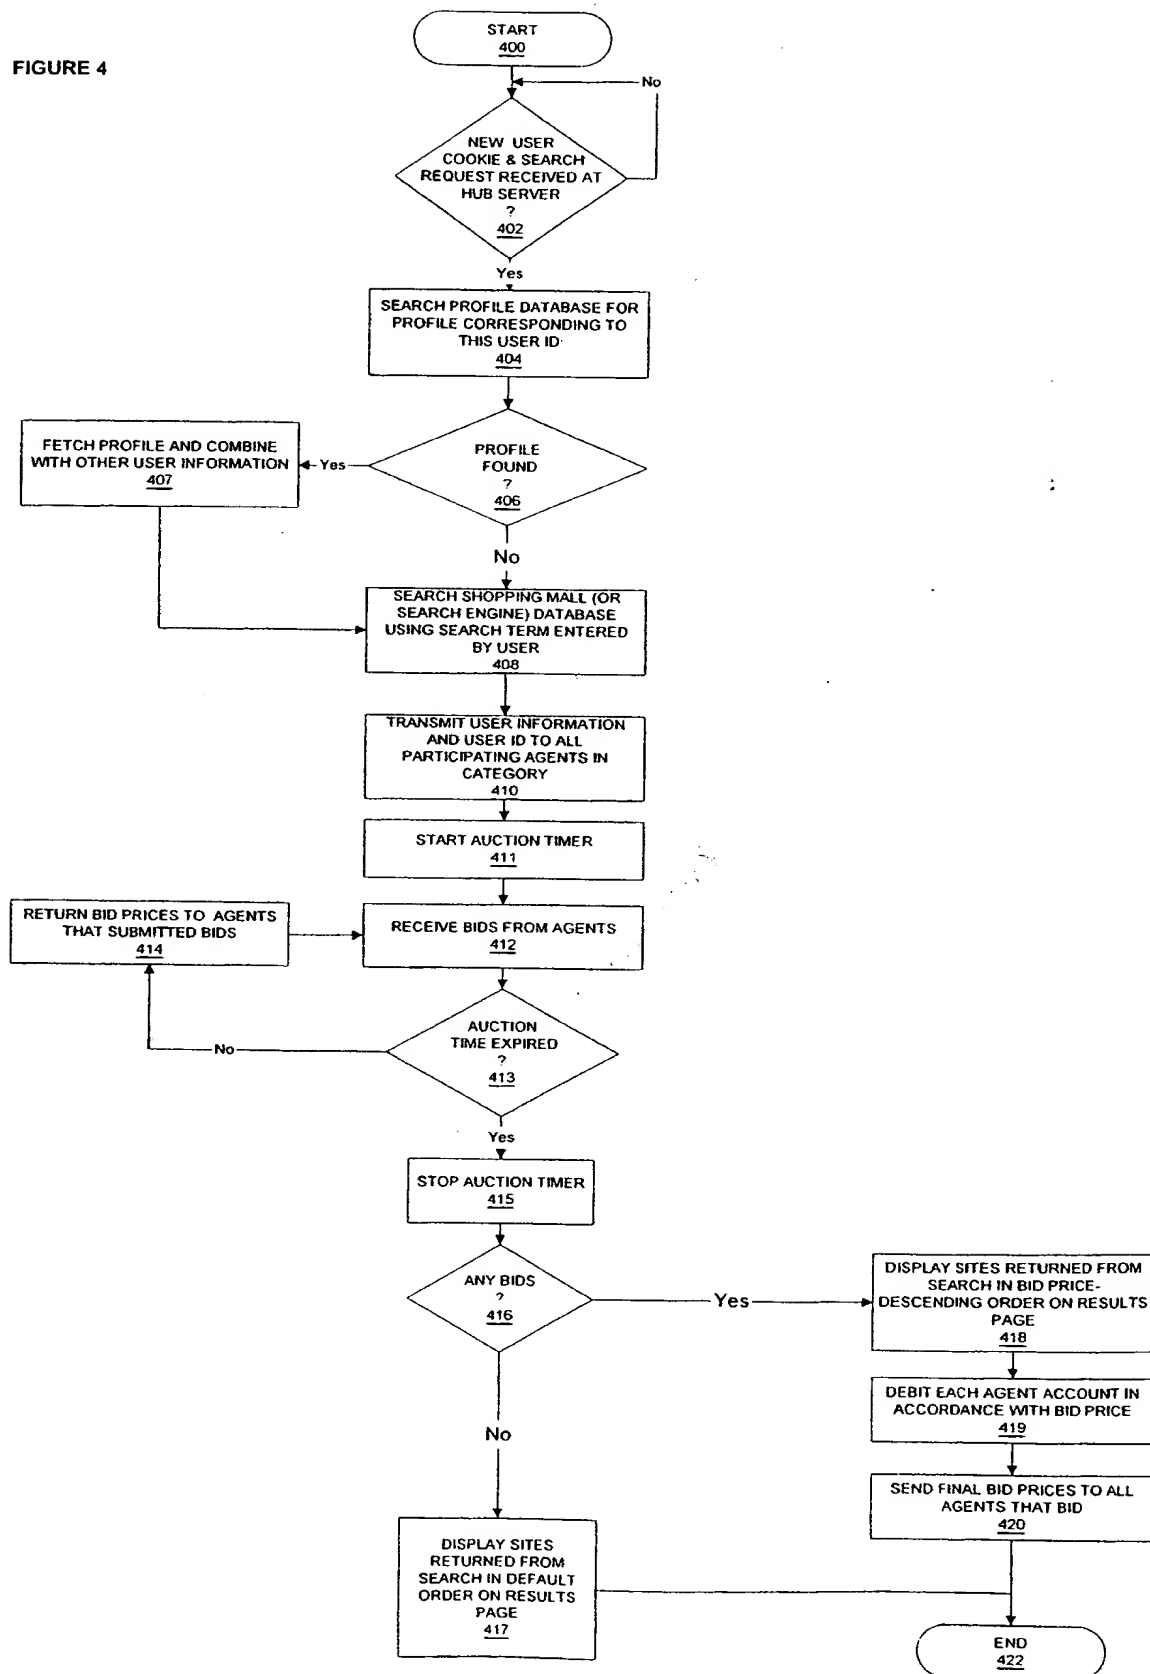 START
400
FIGURE 4
No
NEW USER
COOKIE & SEARCH
REQUEST RECEIVED AT
HUB SERVER
?
402
Yes
SEARCH PROFILE DATABASE FOR
PROFILE CORRESPONDING TO
THIS USER ID
404
FETCH PROFILE AND COMBINE
WITH OTHER USER INFORMATION
407
Yes
PROFILE
FOUND
?
406
No
SEARCH SHOPPING MALL (OR
SEARCH ENGINE) DATABASE
USING SEARCH TERM ENTERED
BY USER
408
TRANSMIT USER INFORMATION
AND USER ID TO ALL
PARTICIPATING AGENTS IN
CATEGORY
410
START AUCTION TIMER
411
RETURN BID PRICES TO AGENTS
THAT SUBMITTED BIDS
414
RECEIVE BIDS FROM AGENTS
412
AUCTION
TIME EXPIRED
?
413
No
Yes
STOP AUCTION TIMER
415
ANY BIDS
?
416
Yes
DISPLAY SITES RETURNED FROM
SEARCH IN BID PRICE-
DESCENDING ORDER ON RESULTS
PAGE
418
DEBIT EACH AGENT ACCOUNT IN
ACCORDANCE WITH BID PRICE
419
No
SEND FINAL BID PRICES TO ALL
AGENTS THAT BID
420
DISPLAY SITES
RETURNED FROM
SEARCH IN DEFAULT
ORDER ON RESULTS
PAGE
417
END
422